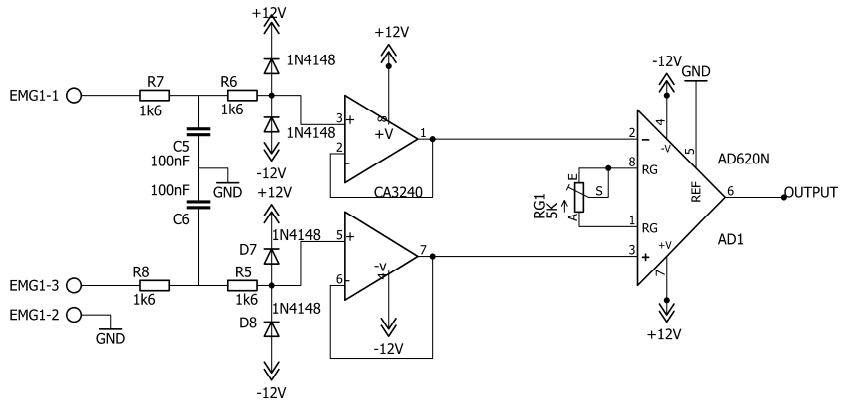 +12V
1N4148
EMG1-1
R7
1k6
R6
1k6
1N4148
-12V
C5
100nF
GND
100nF
C6
+12V
3
+
2
-
8
+V
1
CA3240
+12V
1N4148
D7
5
+
6
-
7
-V
4
-12V
EMG1-3
R8
1k6
R5
1k6
1N4148
D8
-12V
EMG1-2
GND
-12V
GND
4
-V
5
REF
2
-
8
RG
1
RG
3
+
AD620N
6
OUTPUT
AD1
+V
7
+12V
RG1
5K
E
S
A